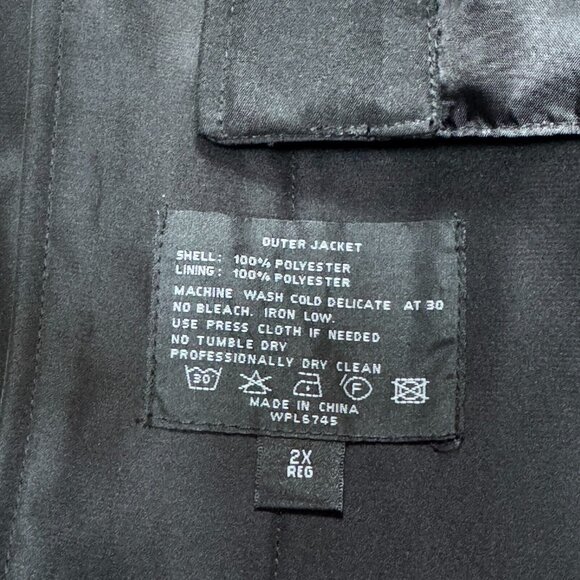 OUTER JACKET
SHELL: 100% POLYESTER
LINING: 100% POLYESTER
MACHINE WASH COLD DELICATE AT 30
NO BLEACH. IRON LOW.
USE PRESS CLOTH IF NEEDED
NO TUMBLE DRY
PROFESSIONALLY DRY CLEAN
30 F
MADE IN CHINA
WPL6745
2X
REG